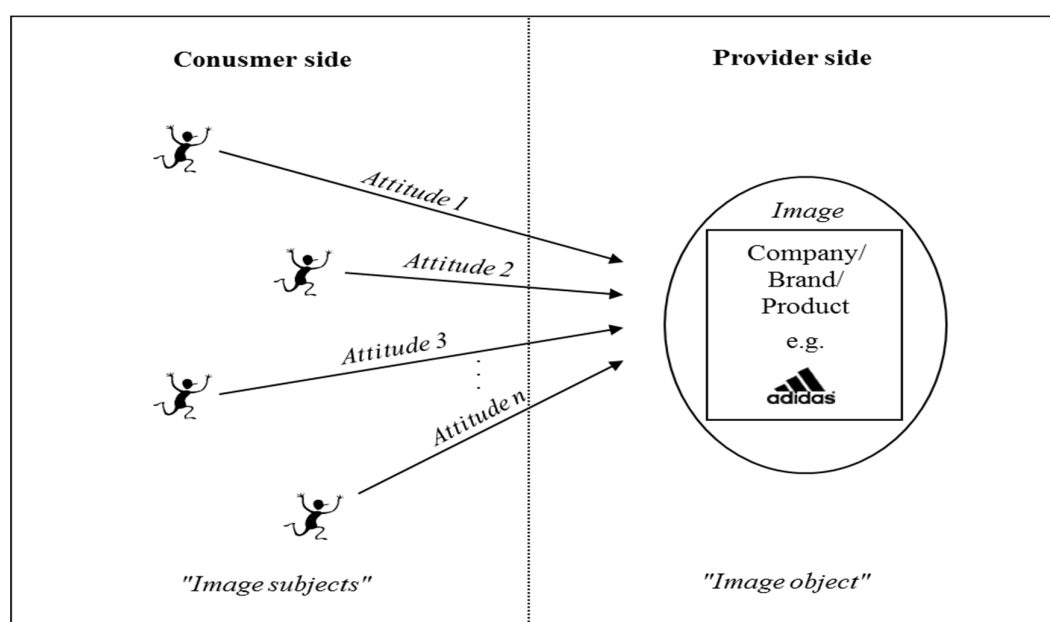 Conusmer side
Provider side
Attitude 1
Attitude 2
Attitude 3
Attitude n
Image
Company/
Brand/
Product
e.g.
adidas
"Image subjects"
"Image object"